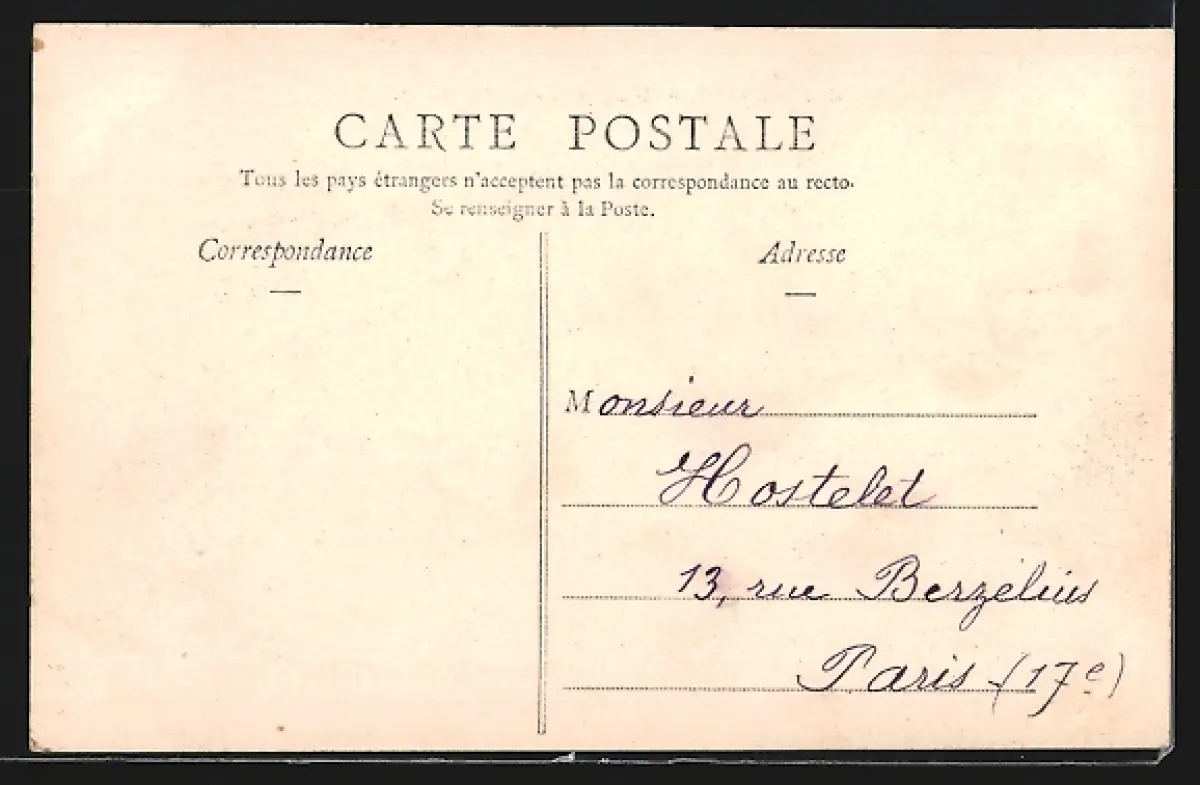 CARTE POSTALE
Tous les pays étrangers n'acceptent pas la correspondance au recto.
Se renseigner à la Poste.
Correspondance
Adresse
Monsieur
Hostelet
13, rue Berzélius
Paris (17e)